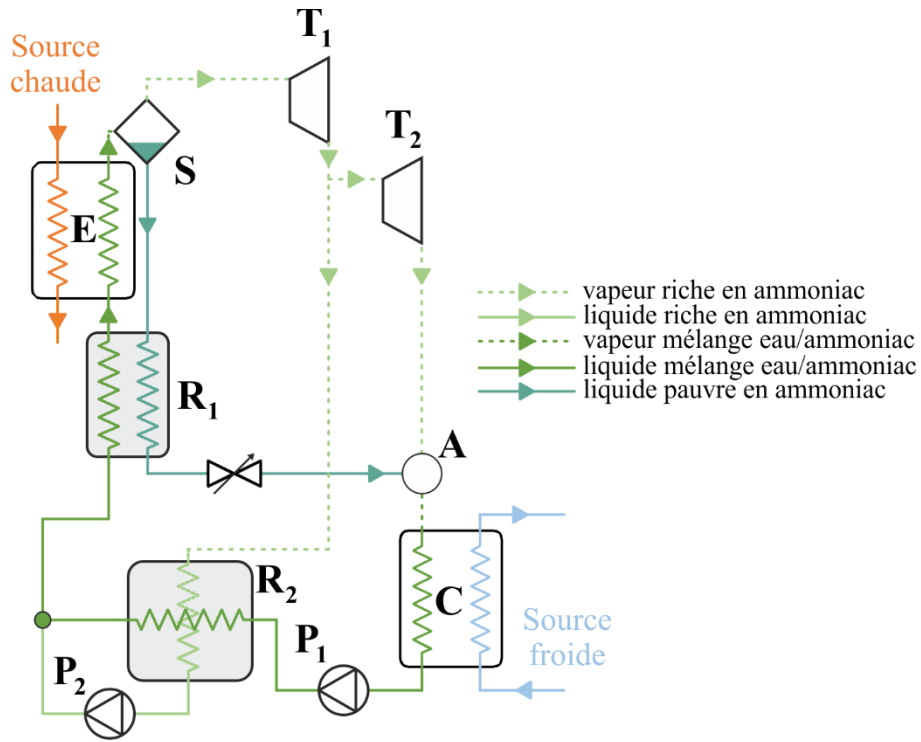 T1
Source
chaude
T2
S
E
vapeur riche en ammoniac
liquide riche en ammoniac
vapeur mélange eau/ammoniac
liquide mélange eau/ammoniac
liquide pauvre en ammoniac
R1
A
R2
C
Source
froide
P1
P2